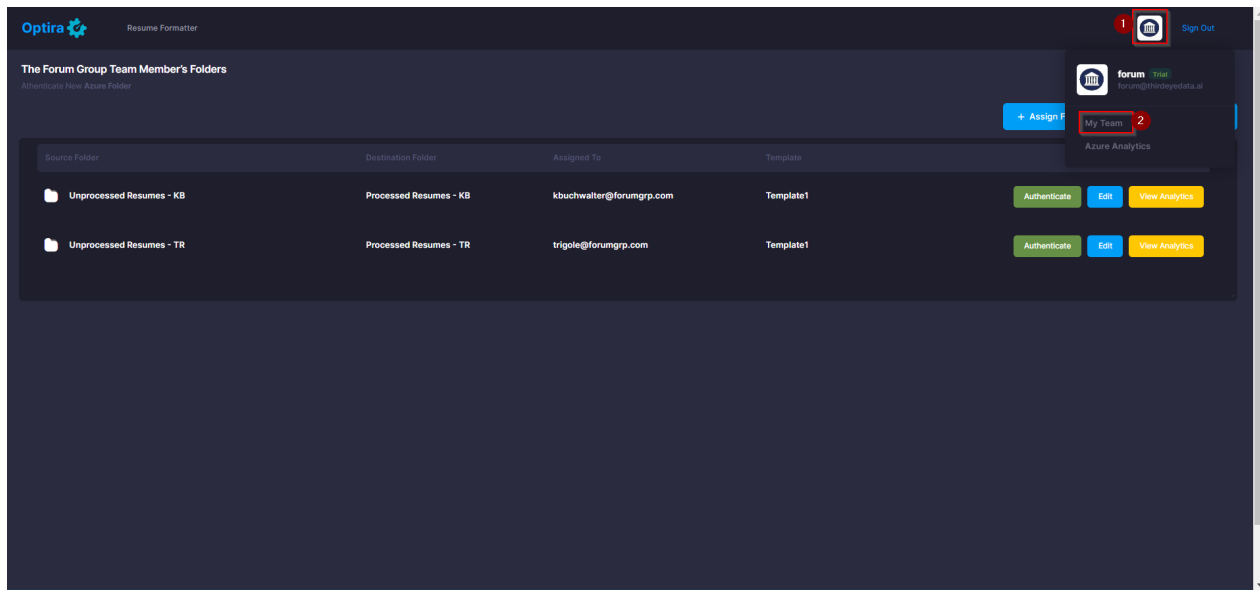 Optira
Resume Formatter
1
Sign Out
The Forum Group Team Member's Folders
Athenticate New Azure Folder
forum Trial
forum@thirdeyedata.ai
+ Assign F
My Team 2
Azure Analytics
Source Folder Destination Folder Assigned To Template
Unprocessed Resumes - KB Processed Resumes - KB kbuchwalter@forumgrp.com Template1 Authenticate Edit View Analytics
Unprocessed Resumes - TR Processed Resumes - TR trigole@forumgrp.com Template1 Authenticate Edit View Analytics